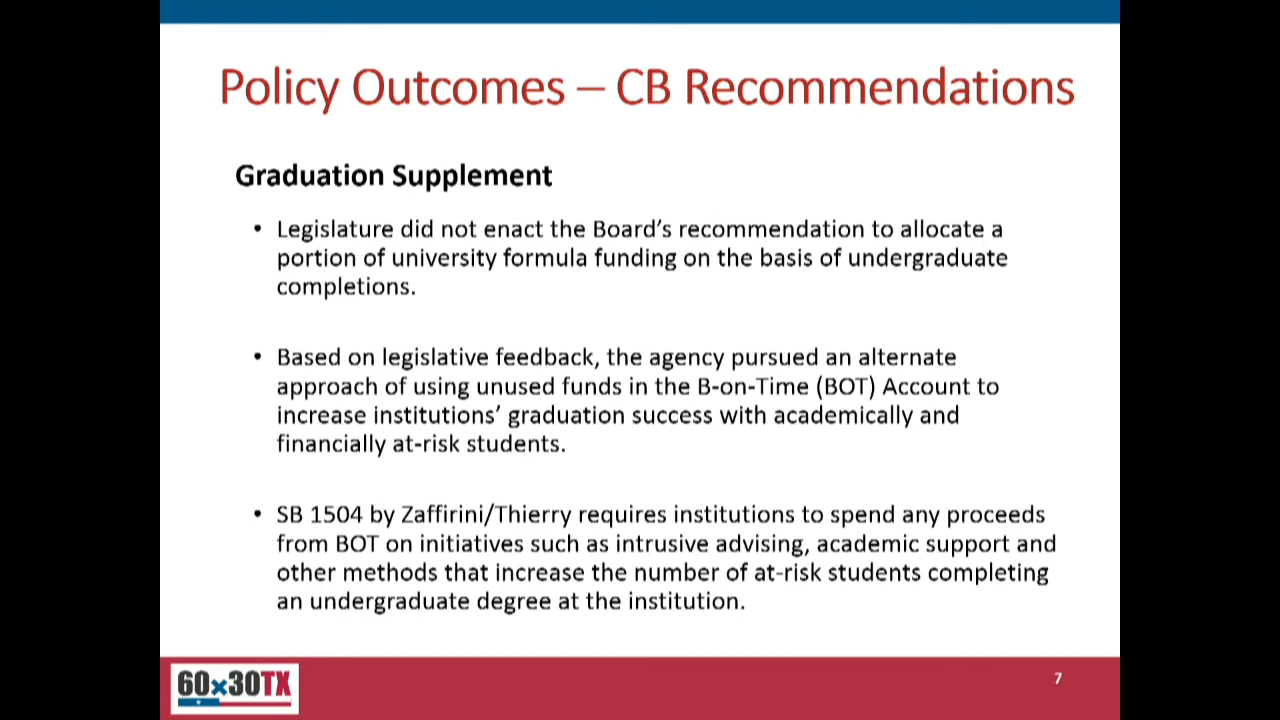 Policy Outcomes – CB Recommendations
Graduation Supplement
• Legislature did not enact the Board’s recommendation to allocate a
portion of university formula funding on the basis of undergraduate
completions.
• Based on legislative feedback, the agency pursued an alternate
approach of using unused funds in the B-on-Time (BOT) Account to
increase institutions’ graduation success with academically and
financially at-risk students.
• SB 1504 by Zaffirini/Thierry requires institutions to spend any proceeds
from BOT on initiatives such as intrusive advising, academic support and
other methods that increase the number of at-risk students completing
an undergraduate degree at the institution.
60x30TX
7